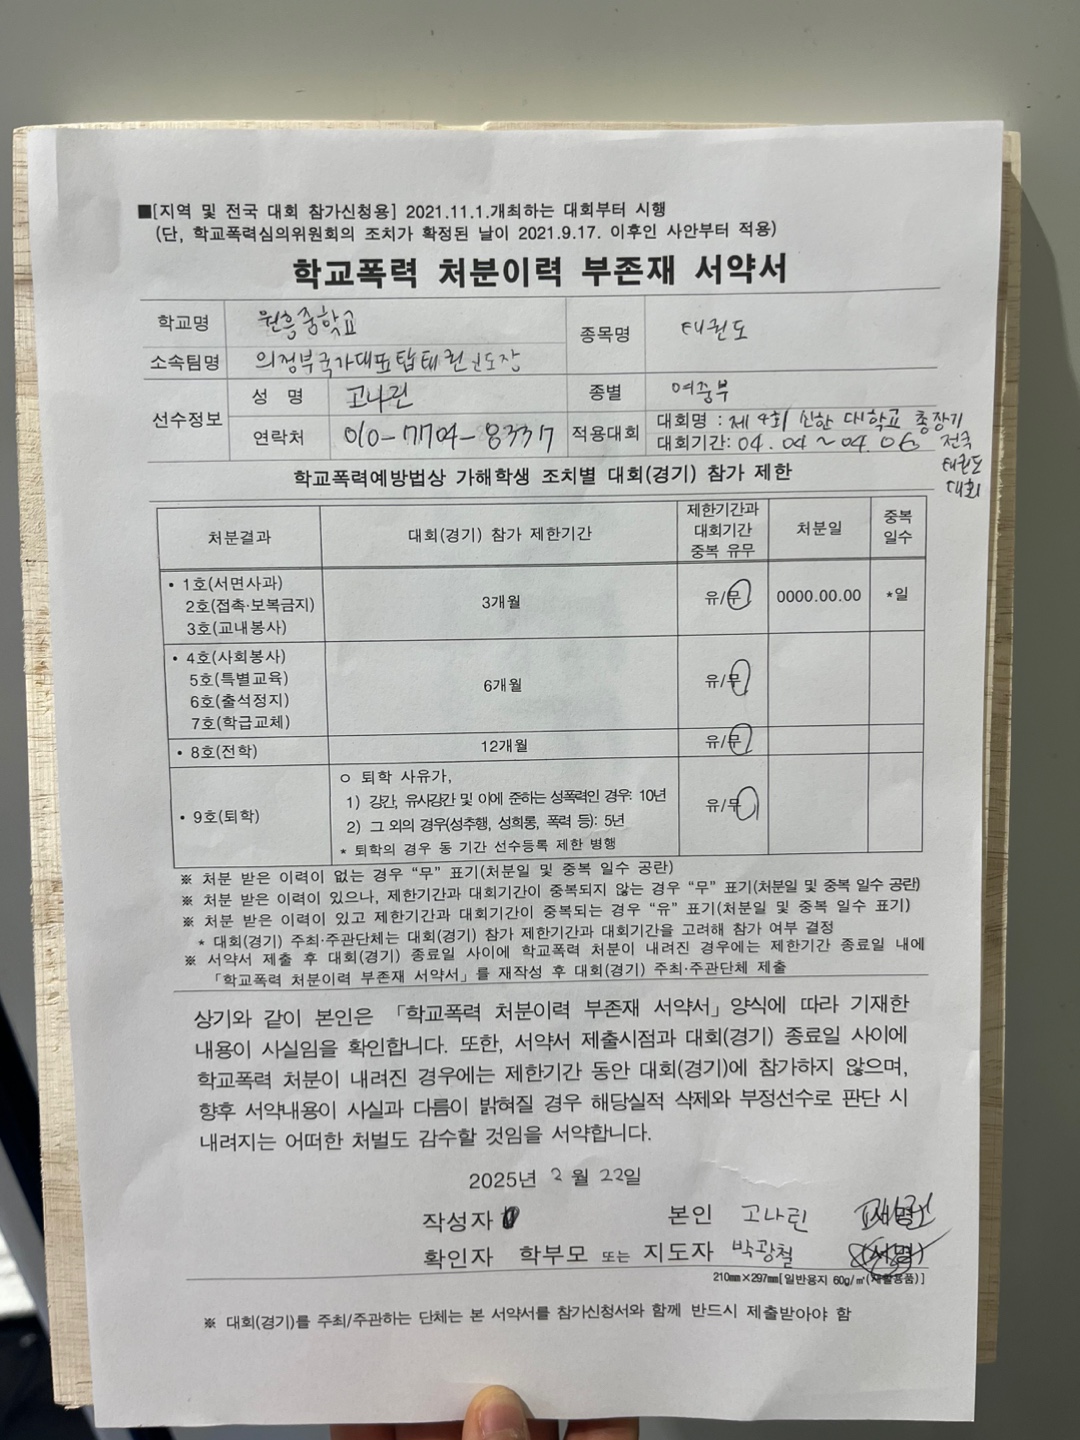 ■[지역 및 전국 대회 참가신청용] 2021.11.1.개최하는 대회부터 시행
(단, 학교폭력심의위원회의 조치가 확정된 날이 2021.9.17. 이후인 사안부터 적용)
학교폭력 처분이력 부존재 서약서
학교명 원흥중학교 종목명 태권도
소속팀명 의정부국가대표탑태권도장
선수정보 성 명 고나린 종별 여중부
연락처 010-7704-8337 적용대회 대회명 : 제 4회 신한 대학교 총장기 전국 태권도 대회
대회기간: 04.04 ~ 04.06
학교폭력예방법상 가해학생 조치별 대회(경기) 참가 제한
처분결과 대회(경기) 참가 제한기간 제한기간과 대회기간 중복 유무 처분일 중복 일수
• 1호(서면사과)
2호(접촉·보복금지) 3개월 유/무 0000.00.00 *일
3호(교내봉사)
• 4호(사회봉사)
5호(특별교육) 6개월 유/무
6호(출석정지)
7호(학급교체)
• 8호(전학) 12개월 유/무
• 9호(퇴학) 유/무
ㅇ 퇴학 사유가,
1) 강간, 유사강간 및 이에 준하는 성폭력인 경우: 10년
2) 그 외의 경우(성추행, 성희롱, 폭력 등): 5년
* 퇴학의 경우 동 기간 선수등록 제한 병행
※ 처분 받은 이력이 없는 경우 “무” 표기(처분일 및 중복 일수 공란)
※ 처분 받은 이력이 있으나, 제한기간과 대회기간이 중복되지 않는 경우 “무” 표기(처분일 및 중복 일수 공란)
※ 처분 받은 이력이 있고 제한기간과 대회기간이 중복되는 경우 “유” 표기(처분일 및 중복 일수 표기)
* 대회(경기) 주최·주관단체는 대회(경기) 참가 제한기간과 대회기간을 고려해 참가 여부 결정
※ 서약서 제출 후 대회(경기) 종료일 사이에 학교폭력 처분이 내려진 경우에는 제한기간 종료일 내에
「학교폭력 처분이력 부존재 서약서」를 재작성 후 대회(경기) 주최·주관단체 제출
상기와 같이 본인은 「학교폭력 처분이력 부존재 서약서」양식에 따라 기재한
내용이 사실임을 확인합니다. 또한, 서약서 제출시점과 대회(경기) 종료일 사이에
학교폭력 처분이 내려진 경우에는 제한기간 동안 대회(경기)에 참가하지 않으며,
향후 서약내용이 사실과 다름이 밝혀질 경우 해당실적 삭제와 부정선수로 판단 시
내려지는 어떠한 처벌도 감수할 것임을 서약합니다.
2025년 2 월 22일
작성자 본인 고나린
확인자 학부모 또는 지도자 박광철 (서명)
210㎜×297㎜[일반용지 60g/㎡(재활용품)]
※ 대회(경기)를 주최/주관하는 단체는 본 서약서를 참가신청서와 함께 반드시 제출받아야 함